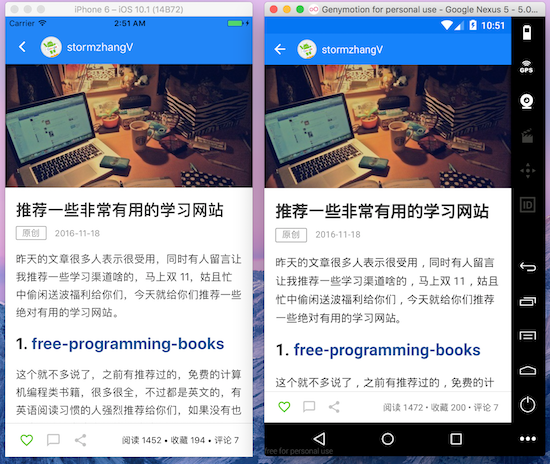 iPhone 6 – iOS 10.1 (14B72)
Carrier
2:51 AM
stormzhangV
推荐一些非常有用的学习网站
原创
2016-11-18
昨天的文章很多人表示很受用，同时有人留言让
我推荐一些学习渠道啥的，马上双 11，姑且忙
中偷闲送波福利给你们，今天就给你们推荐一些
绝对有用的学习网站。
1. free-programming-books
这个就不多说了，之前有推荐过的，免费的计算
机编程类书籍，很多很全，不过都是英文的，有
英语阅读习惯的人强烈推荐给你们，如果没有也
阅读 1452 • 收藏 194 • 评论 7
Genymotion for personal use - Google Nexus 5 - 5.0...
10:51
stormzhangV
推荐一些非常有用的学习网站
原创
2016-11-18
昨天的文章很多人表示很受用，同时有人留言
让我推荐一些学习渠道啥的，马上双 11，姑且
忙中偷闲送波福利给你们，今天就给你们推荐
一些绝对有用的学习网站。
1. free-programming-books
这个就不多说了，之前有推荐过的，免费的计
阅读 1472 • 收藏 200 • 评论 7
free for personal use
GPS
ID